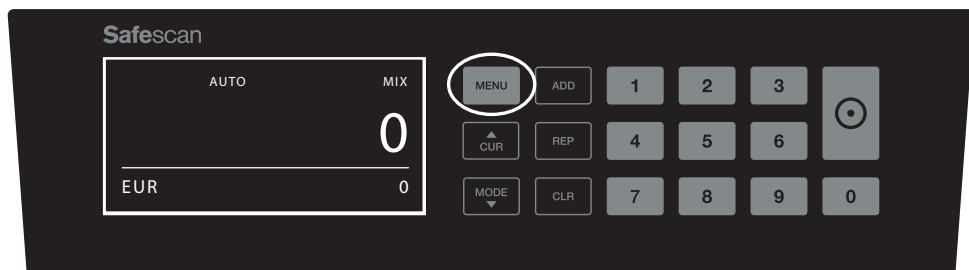 Safescan
AUTO MIX
0
EUR 0
MENU ADD 1 2 3
CUR REP 4 5 6
MODE CLR 7 8 9 0